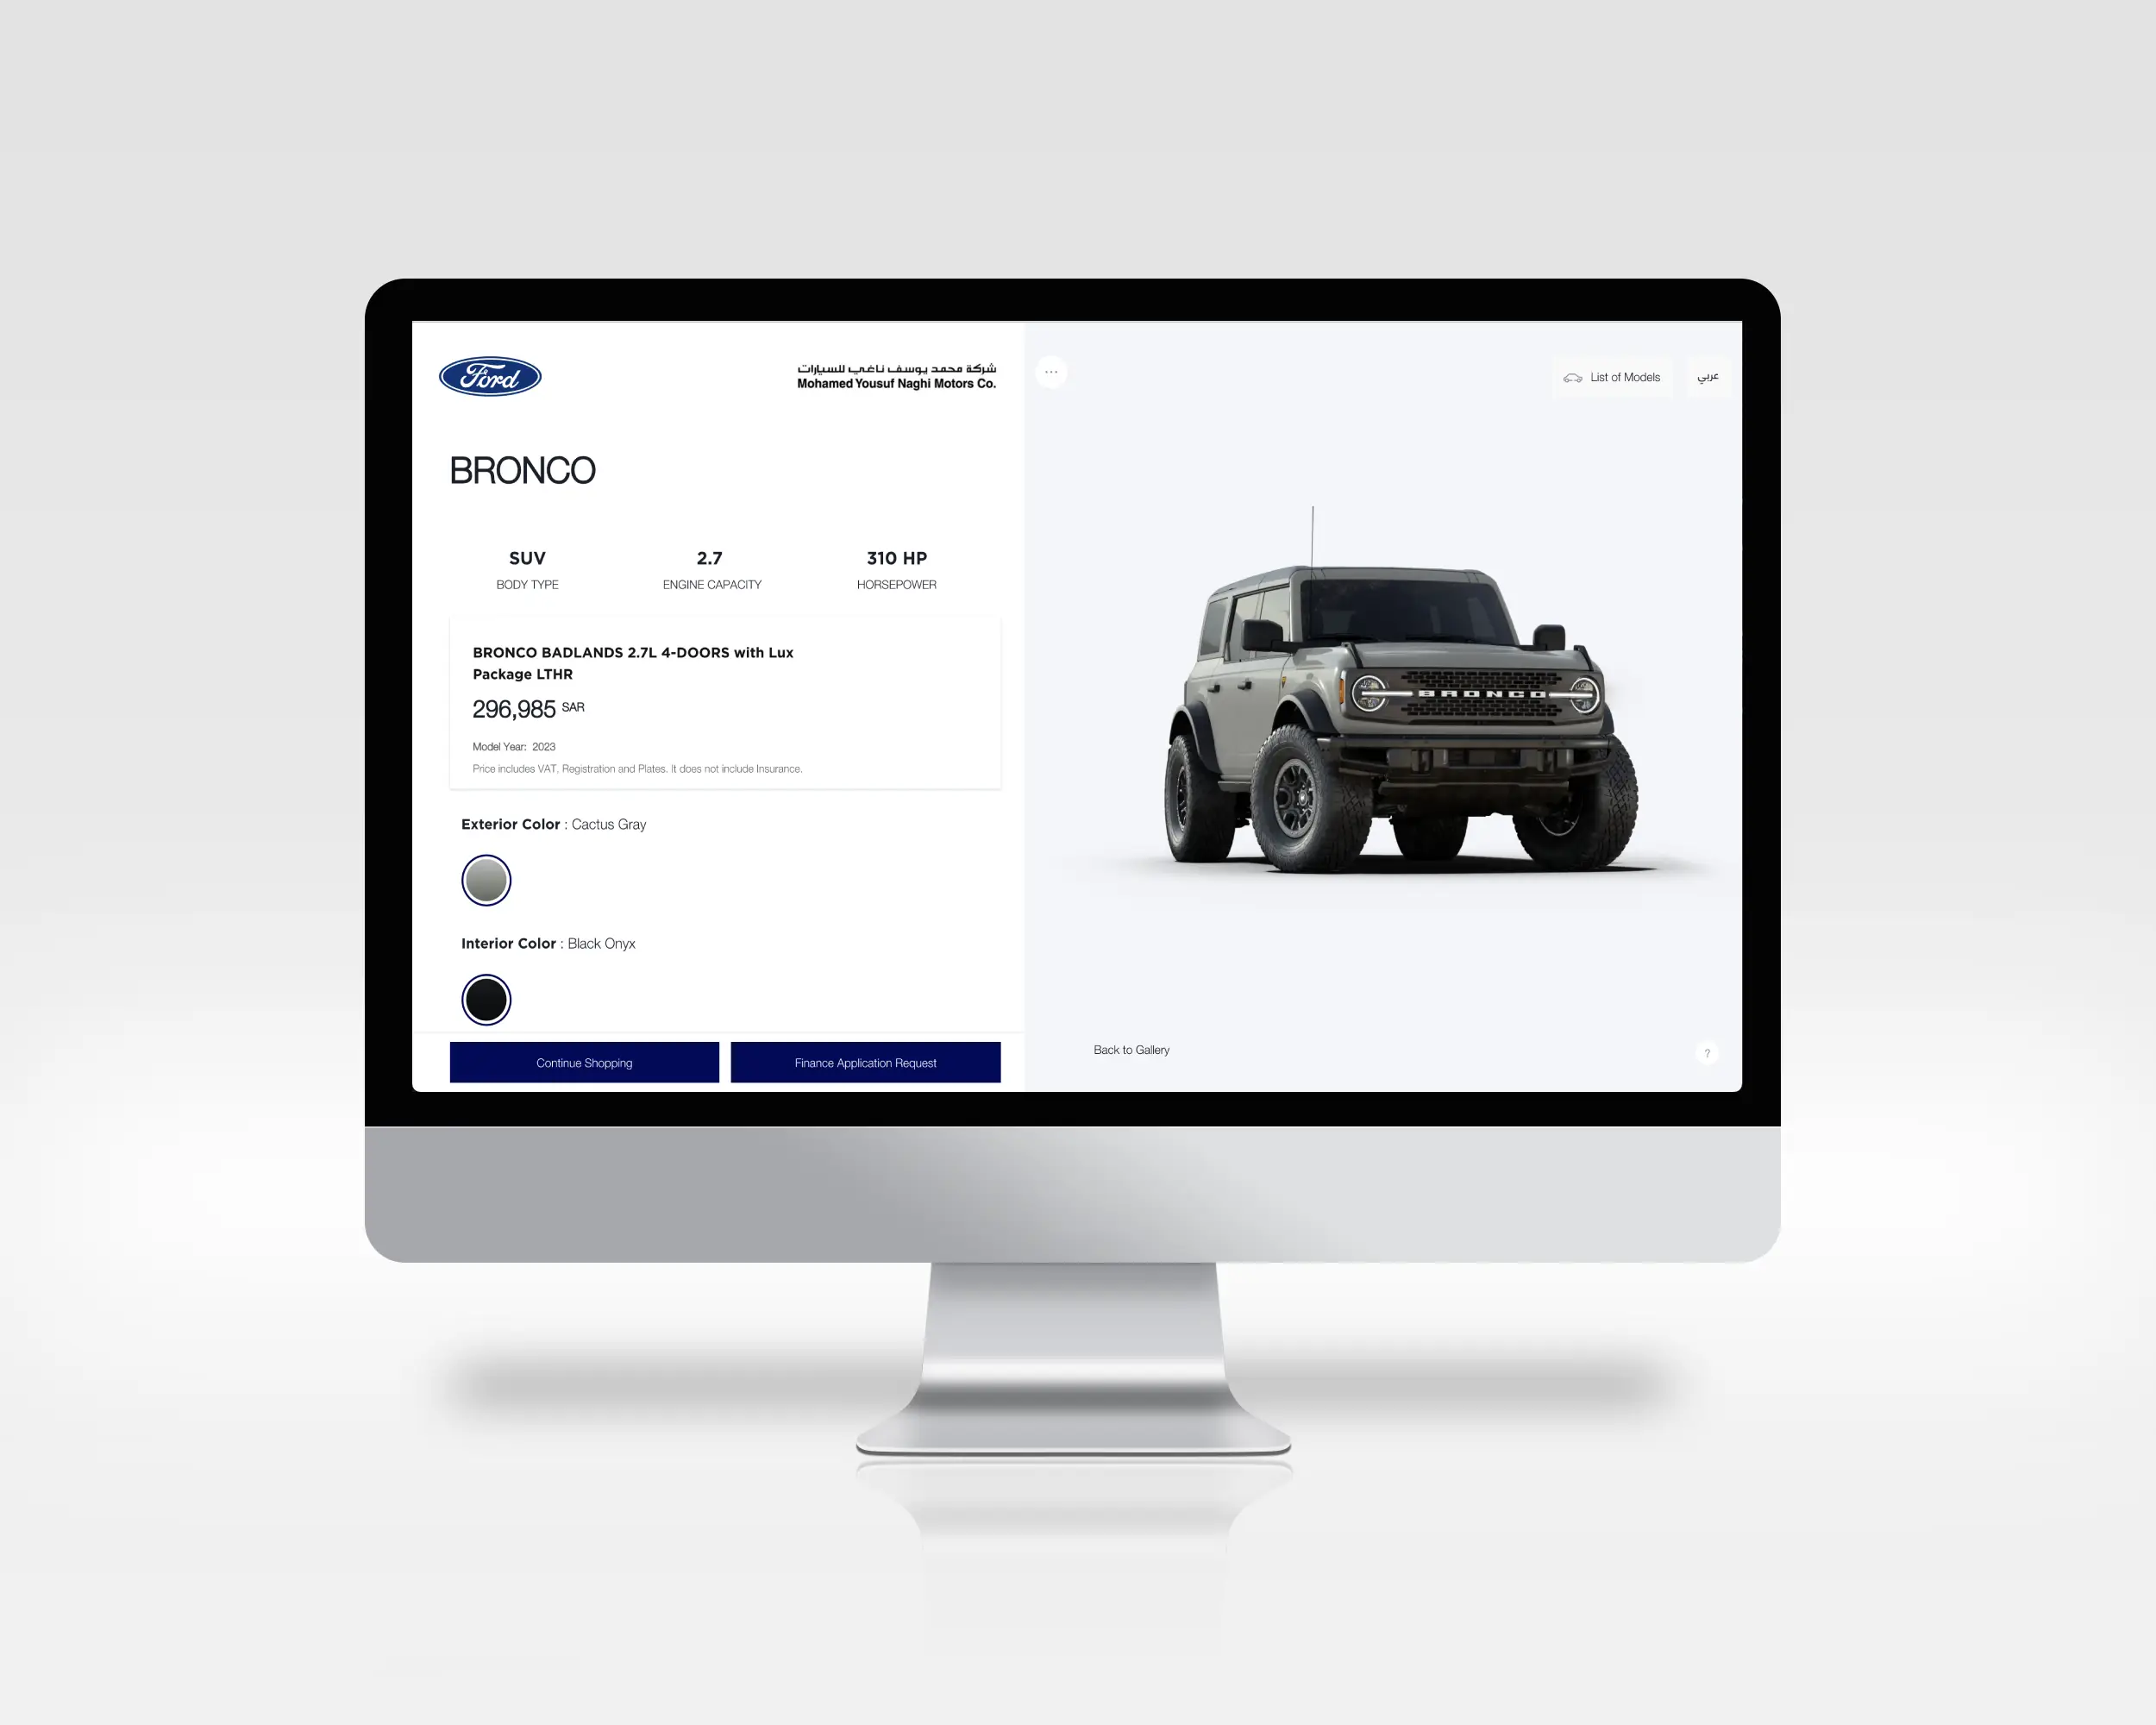 Ford
شركة محمد يوسف ناغي للسيارات
Mohamed Yousuf Naghi Motors Co.
...
List of Models
عربي
BRONCO
SUV
BODY TYPE
2.7
ENGINE CAPACITY
310 HP
HORSEPOWER
BRONCO BADLANDS 2.7L 4-DOORS with Lux
Package LTHR
296,985 SAR
Model Year: 2023
Price includes VAT, Registration and Plates. It does not include Insurance.
Exterior Color : Cactus Gray
Interior Color : Black Onyx
Continue Shopping
Finance Application Request
BRONCO
Back to Gallery
?